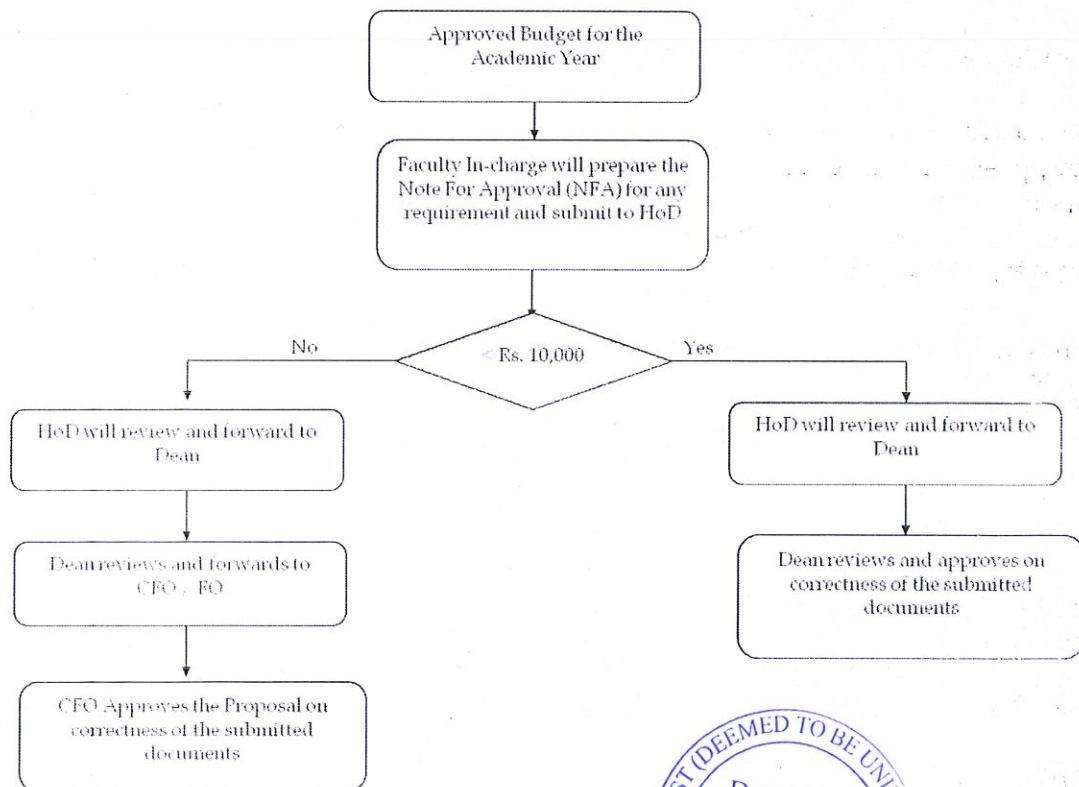 Approved Budget for the
Academic Year
Faculty In-charge will prepare the
Note For Approval (NFA) for any
requirement and submit to HoD
No
< Rs. 10,000
Yes
HoD will review and forward to
Dean
HoD will review and forward to
Dean
Dean reviews and forwards to
CFO / FO
Dean reviews and approves on
correctness of the submitted
documents
CFO Approves the Proposal on
correctness of the submitted
documents
(DEEMED TO BE